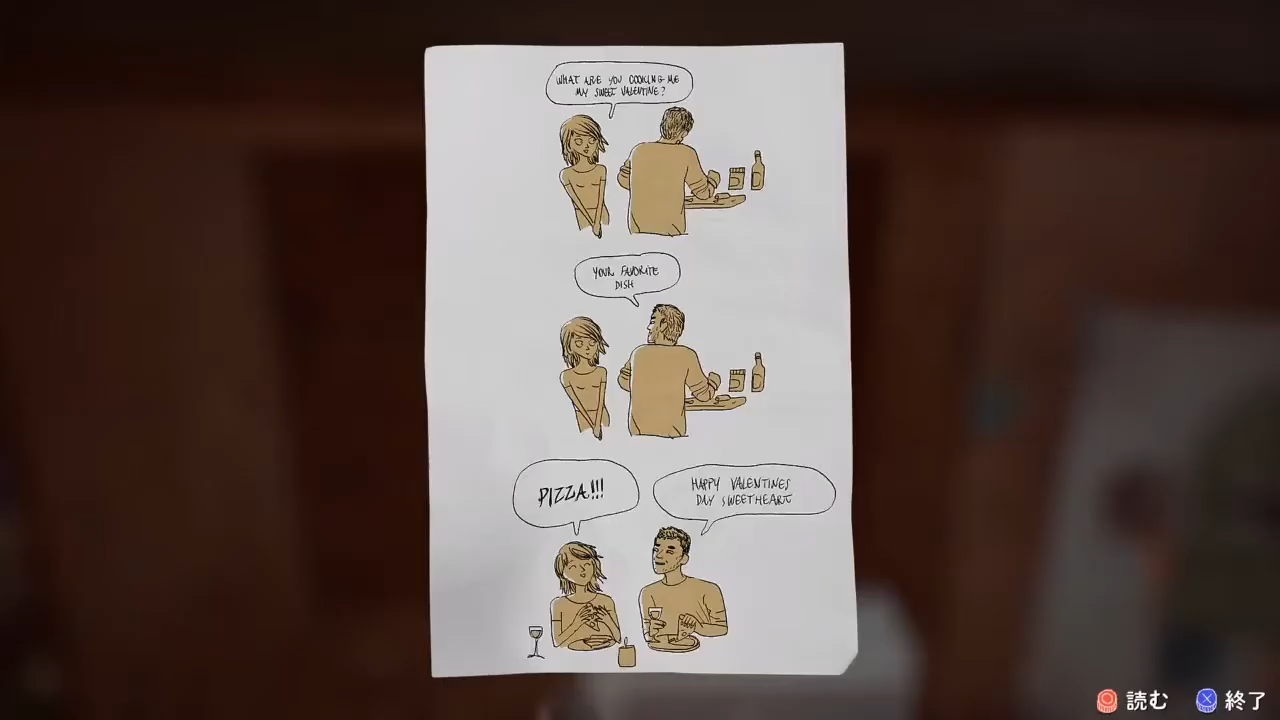 WHAT ARE YOU COOKING ME
MY SWEET VALENTINE?
YOUR FAVORITE
DISH
PIZZA!!!
HAPPY VALENTINES
DAY SWEETHEART
読む
終了